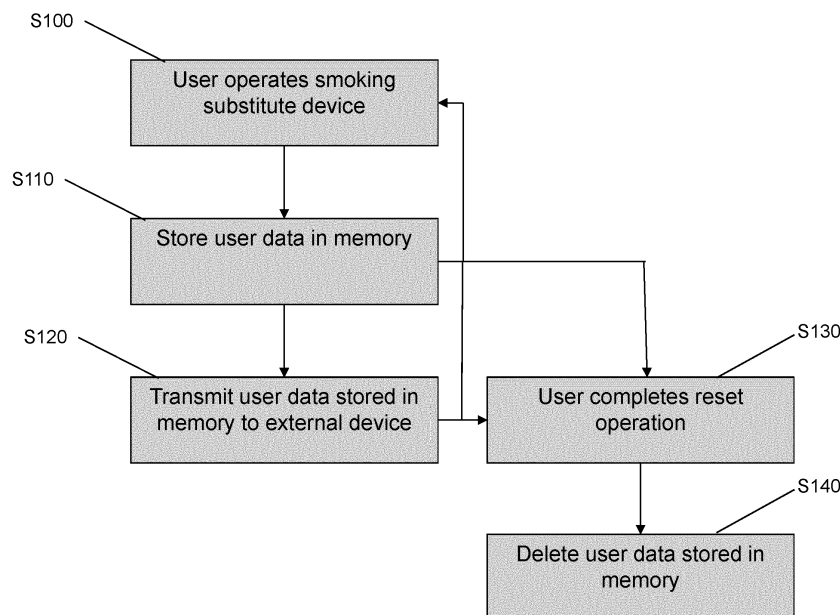 S100
User operates smoking
substitute device
S110
Store user data in memory
S120
Transmit user data stored in
memory to external device
S130
User completes reset
operation
S140
Delete user data stored in
memory